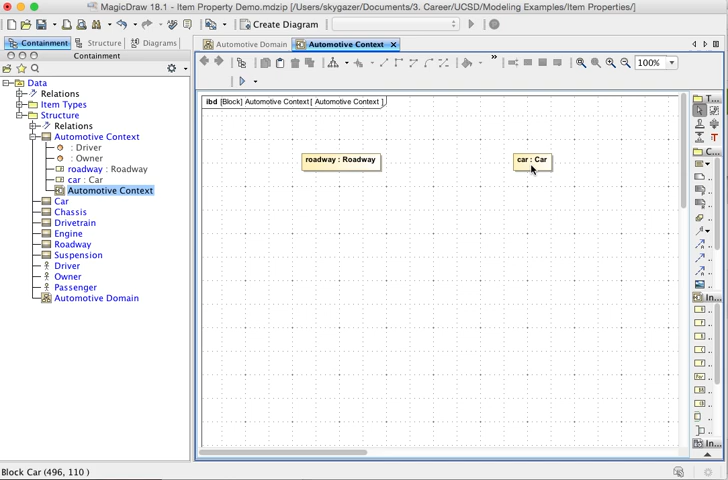 MagicDraw 18.1 - Item Property Demo.mdzip [/Users/skygazer/Documents/3. Career/UCSD/Modeling Examples/Item Properties/]
Create Diagram
Containment
Structure
Diagrams
Automotive Domain
Automotive Context
Containment
100%
Data
Relations
Item Types
Structure
Relations
Automotive Context
: Driver
: Owner
roadway : Roadway
car : Car
Automotive Context
Car
Chassis
Drivetrain
Engine
Roadway
Suspension
Driver
Owner
Passenger
Automotive Domain
ibd [Block] Automotive Context[ Automotive Context ]
roadway : Roadway
car : Car
T...
C...
In...
In...
Block Car (496, 110 )